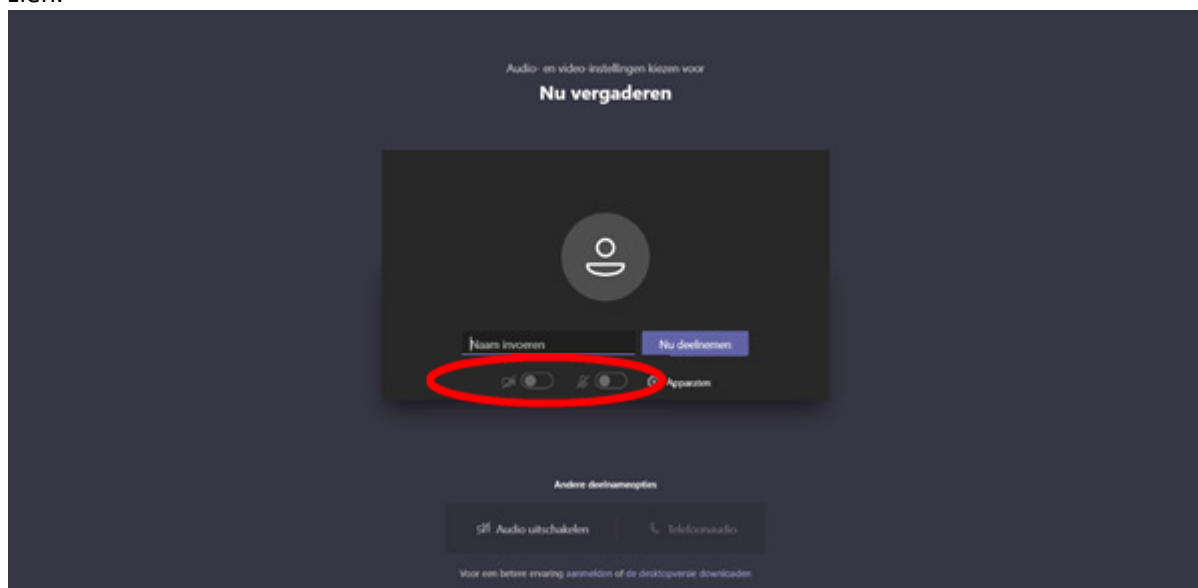 Audio- en video-instellingen kiezen voor
Nu vergaderen
Naam invoeren
Nu deelnemen
Apparaten
Andere deelnameopties
Audio uitschakelen
Telefoonaudio
Voor een betere ervaring aanmelden of de desktopversie downloaden